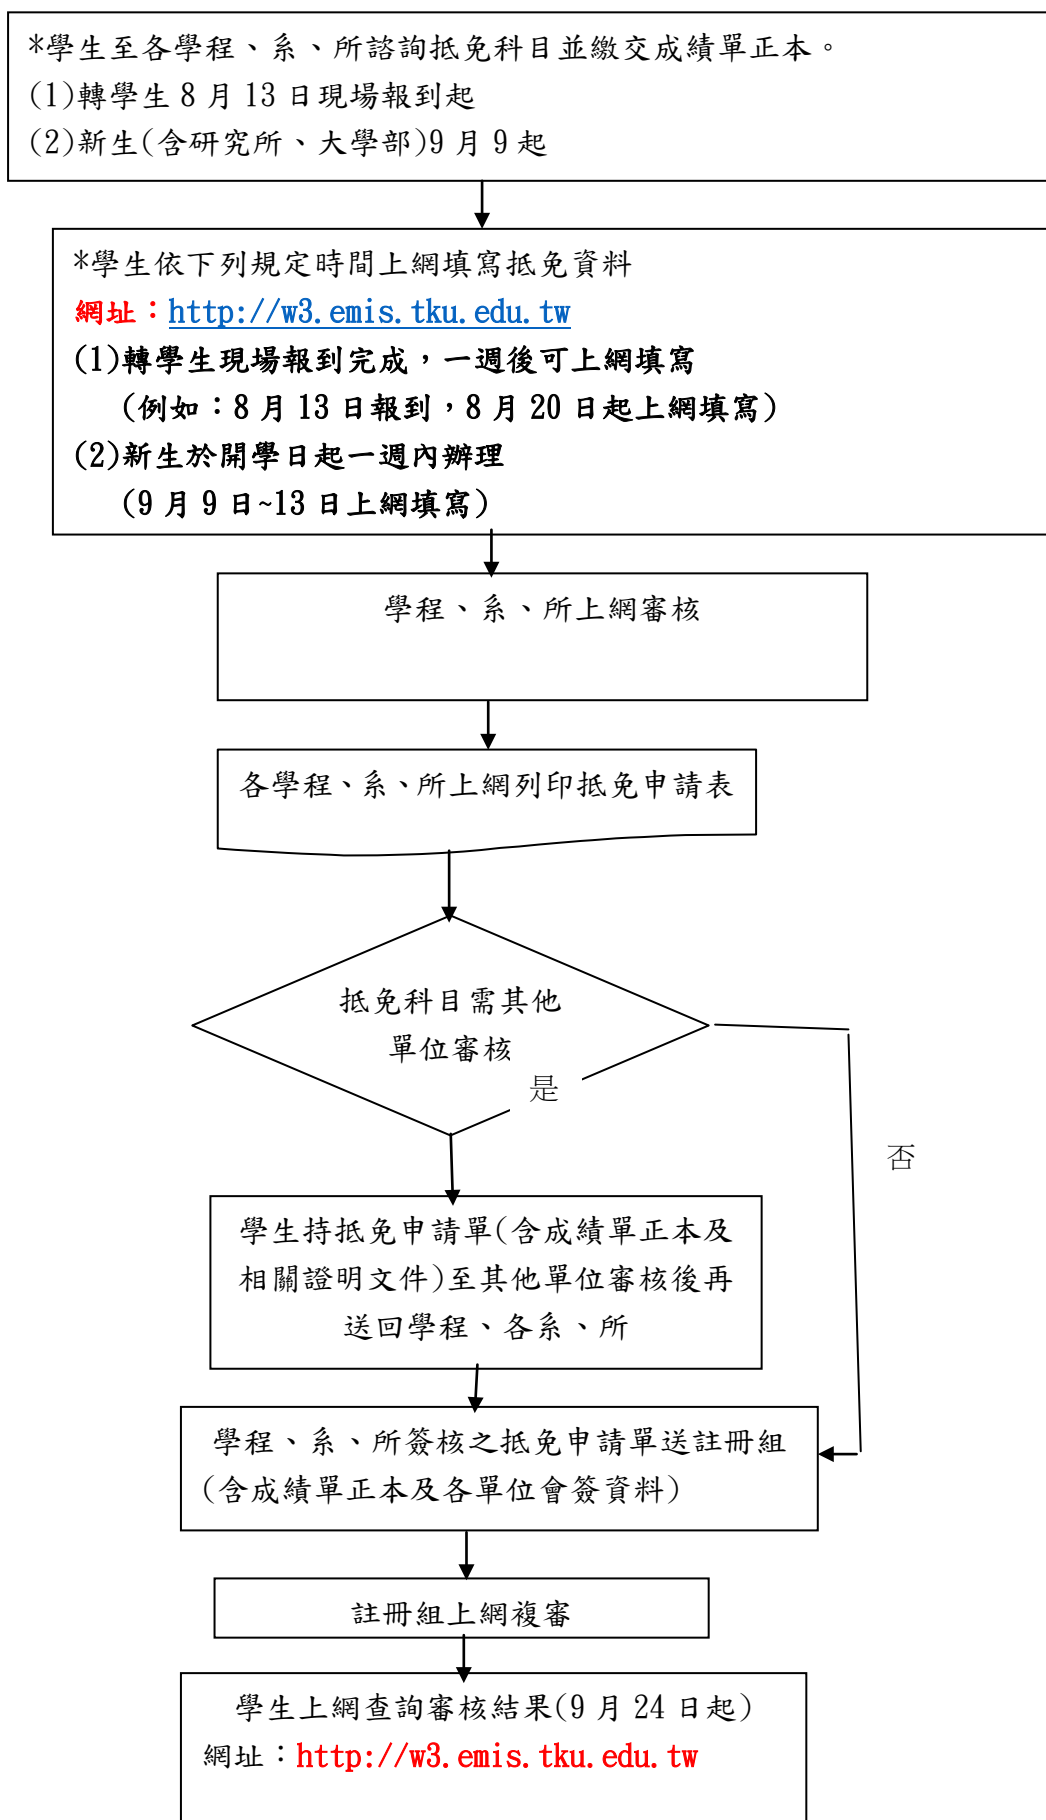 *學生至各學程、系、所諮詢抵免科目並繳交成績單正本。
(1)轉學生 8 月 13 日現場報到起
(2)新生(含研究所、大學部)9 月 9 起
*學生依下列規定時間上網填寫抵免資料
網址：http://w3.emis.tku.edu.tw
(1)轉學生現場報到完成，一週後可上網填寫
(例如：8 月 13 日報到，8 月 20 日起上網填寫)
(2)新生於開學日起一週內辦理
(9 月 9 日~13 日上網填寫)
學程、系、所上網審核
各學程、系、所上網列印抵免申請表
抵免科目需其他
單位審核
是
否
學生持抵免申請單(含成績單正本及
相關證明文件)至其他單位審核後再
送回學程、各系、所
學程、系、所簽核之抵免申請單送註冊組
(含成績單正本及各單位會簽資料)
註冊組上網複審
學生上網查詢審核結果(9 月 24 日起)
網址：http://w3.emis.tku.edu.tw